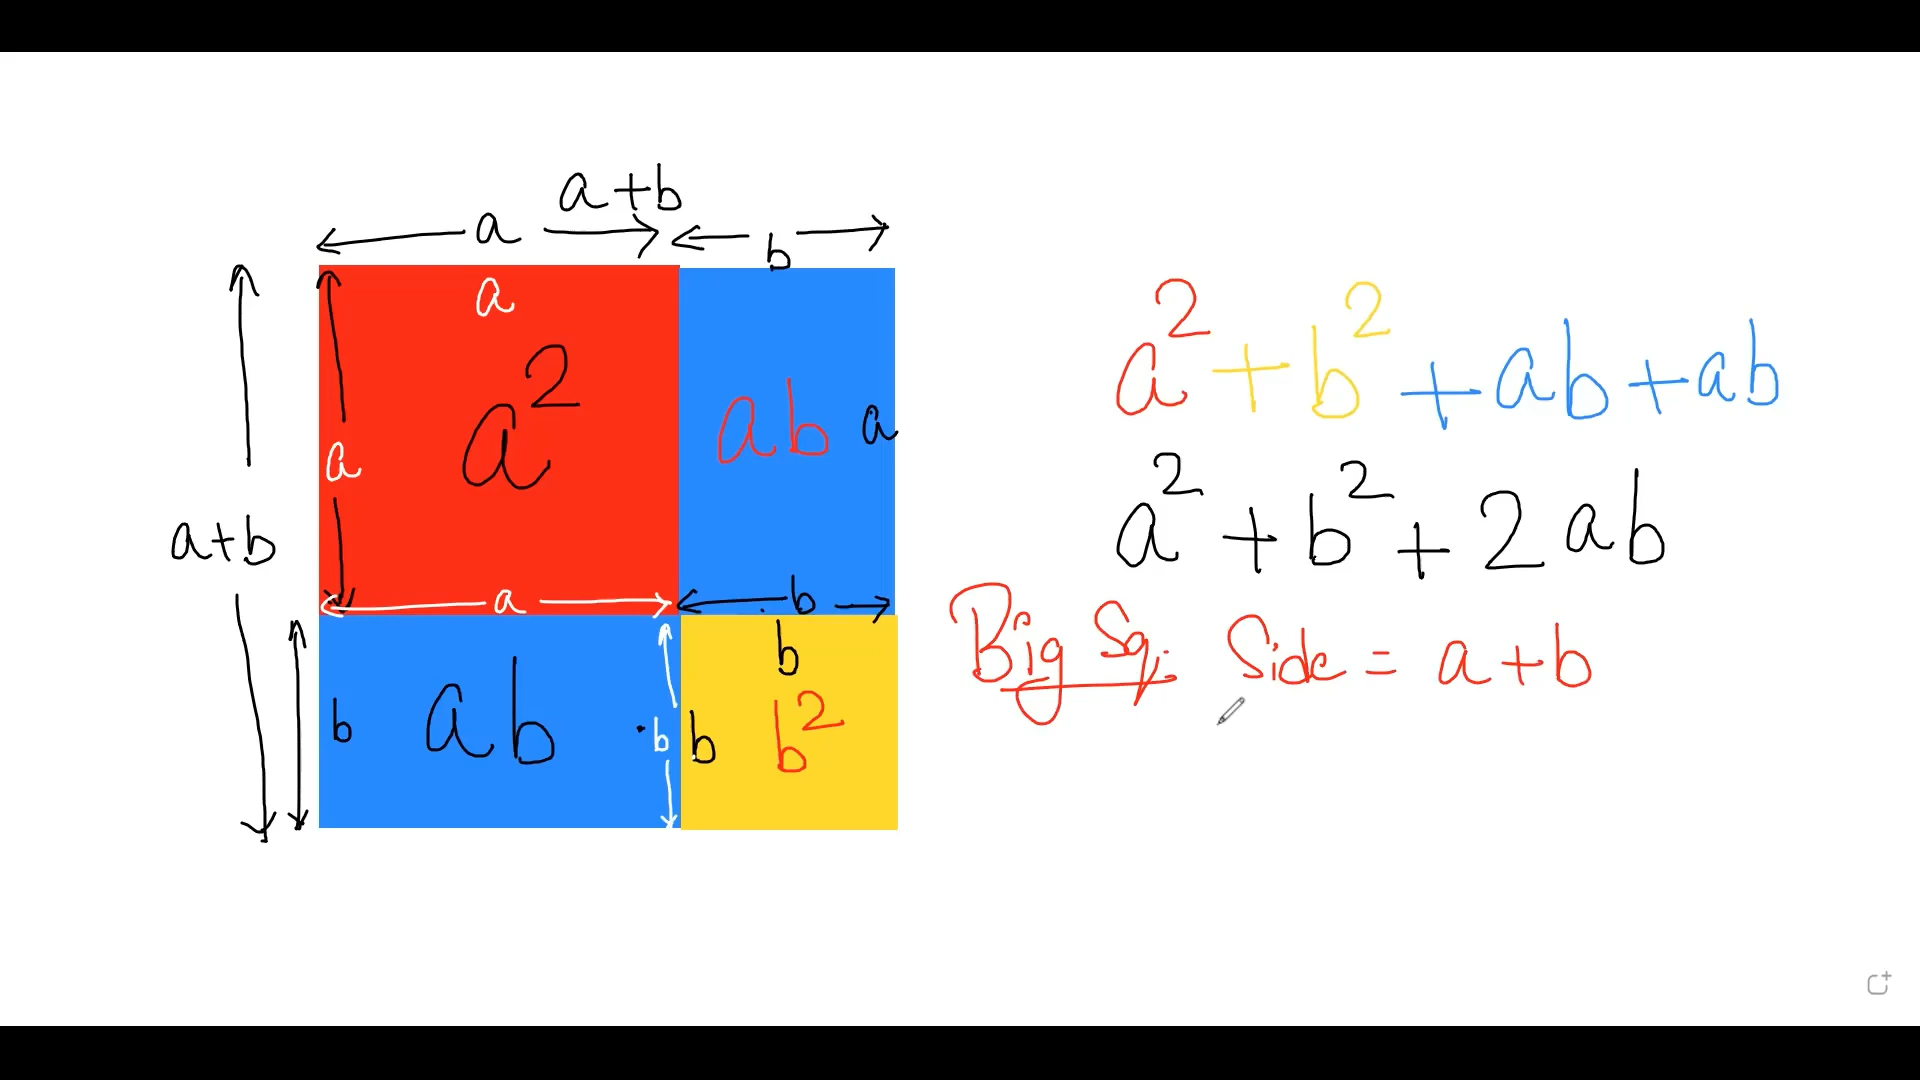 a+b
a
b
a
a²
ab
a
a
a+b
a
b
b
b
ab
b
b
b²
a² + b² + ab + ab
a² + b² + 2ab
Big Sq. Side = a+b